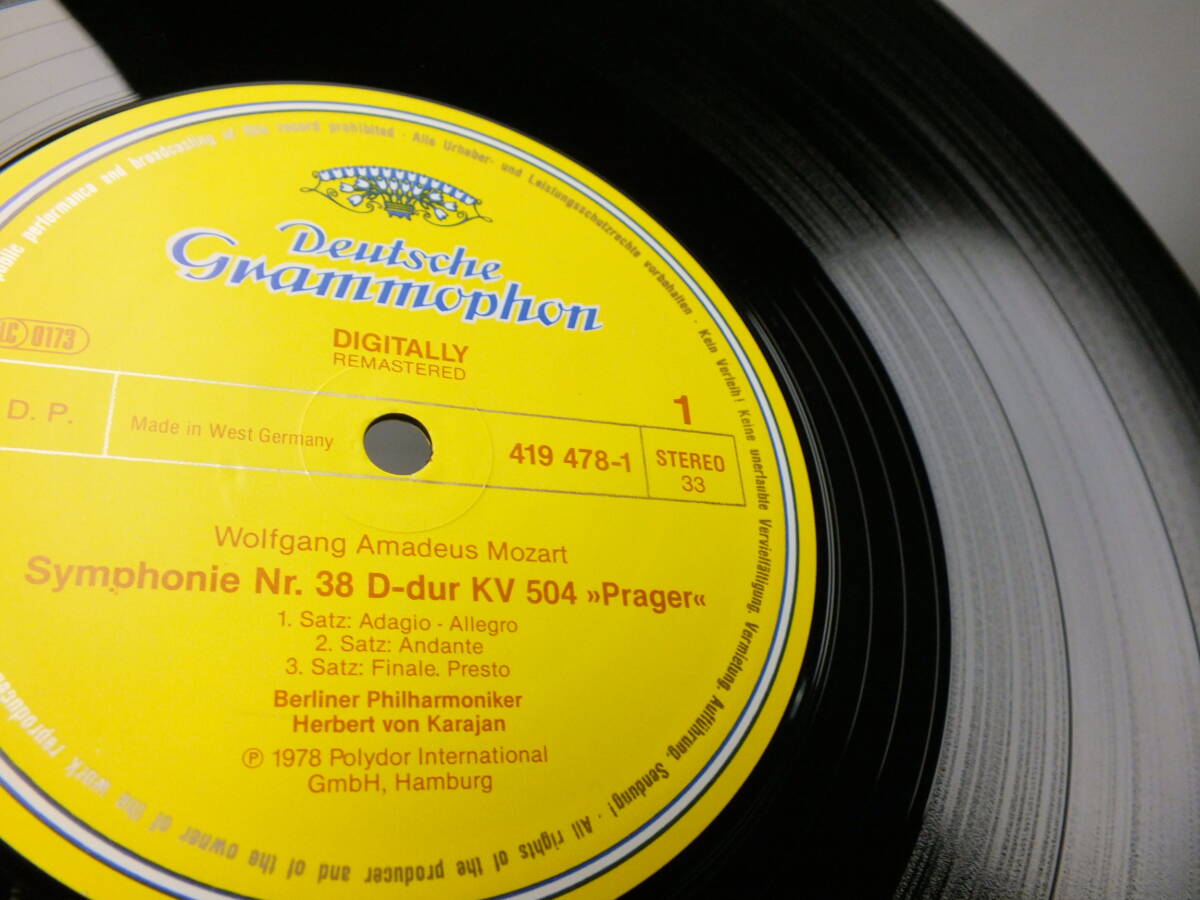 public performance and broadcasting of this record prohibited · Alle Urheber- und Leistungsschutzrechte vorbehalten · Kein Verleih! Keine unerlaubte Vervielfältigung, Vermietung, Aufführung, Sendung! · All rights of the producer and of the owner of the work reproduced
Deutsche
Grammophon
DIGITALLY
REMASTERED
LC 0173
1
D. P.
Made in West Germany
419 478-1
STEREO
33
Wolfgang Amadeus Mozart
Symphonie Nr. 38 D-dur KV 504 »Prager«
1. Satz: Adagio - Allegro
2. Satz: Andante
3. Satz: Finale. Presto
Berliner Philharmoniker
Herbert von Karajan
℗ 1978 Polydor International
GmbH, Hamburg